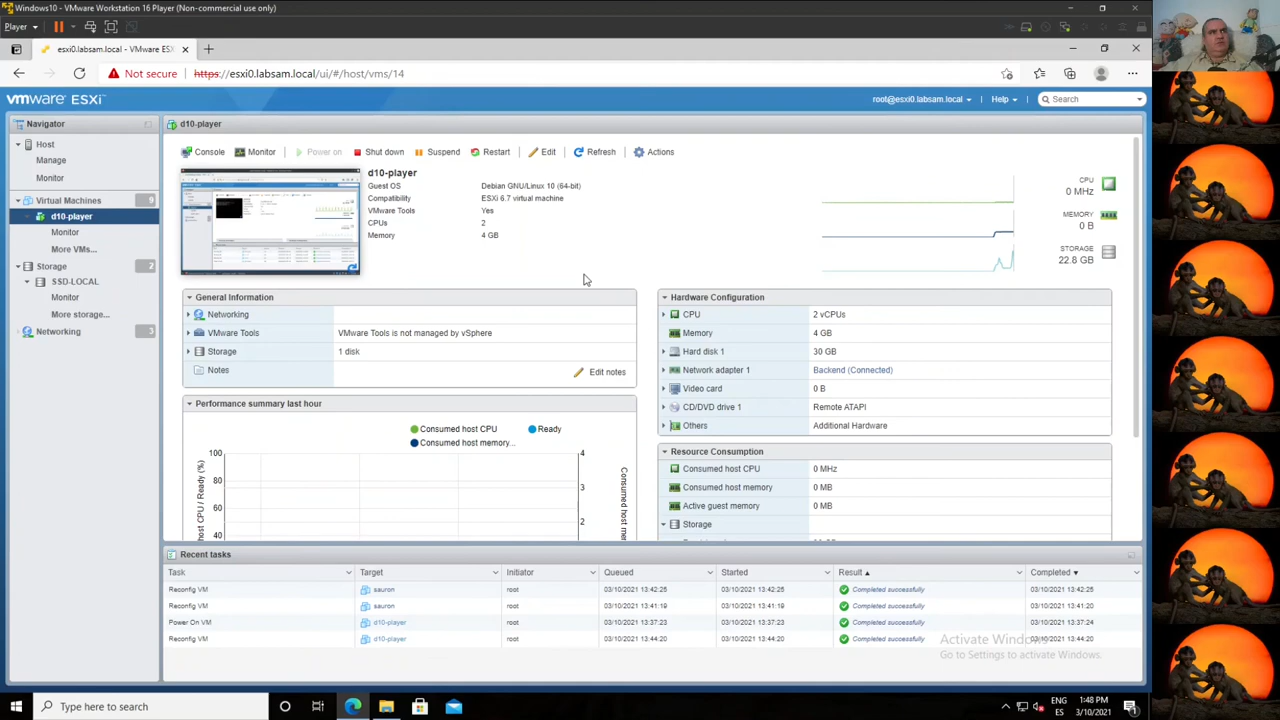 Windows10 - VMware Workstation 16 Player (Non-commercial use only)
Player
esxi0.labsam.local - VMware ESX
Not secure
https://esxi0.labsam.local/ui/#/host/vms/14
vmware ESXi
root@esxi0.labsam.local
Help
Search
Navigator
Host
Manage
Monitor
Virtual Machines 9
d10-player
Monitor
More VMs...
Storage 2
SSD-LOCAL
Monitor
More storage...
Networking 3
d10-player
Console Monitor Power on Shut down Suspend Restart Edit Refresh Actions
d10-player
Guest OS Debian GNU/Linux 10 (64-bit)
Compatibility ESXi 6.7 virtual machine
VMware Tools Yes
CPUs 2
Memory 4 GB
CPU
0 MHz
MEMORY
0 B
STORAGE
22.8 GB
General Information
Networking
VMware Tools VMware Tools is not managed by vSphere
Storage 1 disk
Notes
Edit notes
Performance summary last hour
Consumed host CPU Ready
Consumed host memory...
100
80
60
40
4
3
2
host CPU / Ready (%)
Consumed host m
Hardware Configuration
CPU 2 vCPUs
Memory 4 GB
Hard disk 1 30 GB
Network adapter 1 Backend (Connected)
Video card 0 B
CD/DVD drive 1 Remote ATAPI
Others Additional Hardware
Resource Consumption
Consumed host CPU 0 MHz
Consumed host memory 0 MB
Active guest memory 0 MB
Storage
Recent tasks
Task Target Initiator Queued Started Result Completed
Reconfig VM sauron root 03/10/2021 13:42:25 03/10/2021 13:42:25 Completed successfully 03/10/2021 13:42:25
Reconfig VM sauron root 03/10/2021 13:41:19 03/10/2021 13:41:19 Completed successfully 03/10/2021 13:41:20
Power On VM d10-player root 03/10/2021 13:37:23 03/10/2021 13:37:23 Completed successfully 03/10/2021 13:37:24
Reconfig VM d10-player root 03/10/2021 13:44:20 03/10/2021 13:44:20 Completed successfully 03/10/2021 13:44:20
Activate Windows
Go to Settings to activate Windows.
Type here to search
ENG
ES
1:48 PM
3/10/2021
1